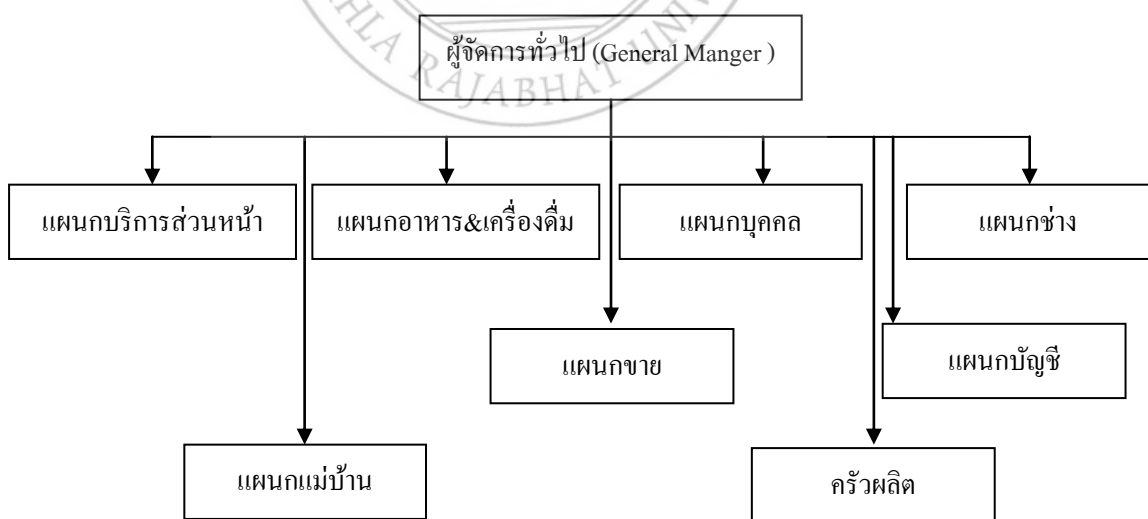 ผู้จัดการทั่วไป (General Manger )
RAJABHAT UNIV
แผนกบริการส่วนหน้า
แผนกอาหาร&เครื่องดื่ม
แผนกบุคคล
แผนกช่าง
แผนกขาย
แผนกบัญชี
แผนกแม่บ้าน
ครัวผลิต